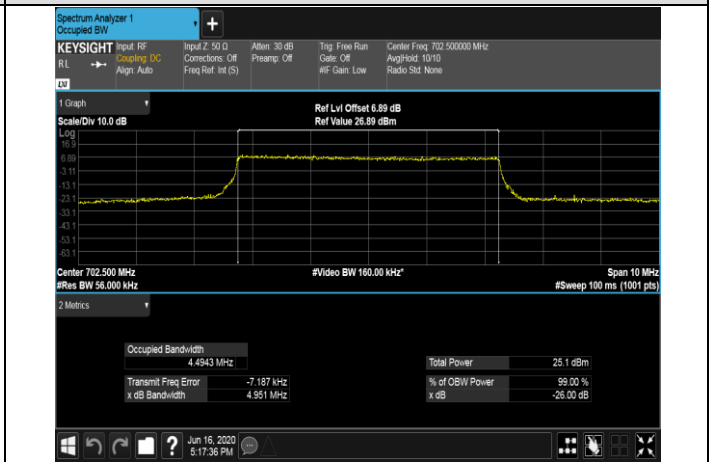 Spectrum Analyzer 1
Occupied BW
+
KEYSIGHT
RL
LXI
Input: RF
Coupling: DC
Align: Auto
Input Z: 50 Ω
Corrections: Off
Freq Ref: Int (S)
Atten: 30 dB
Preamp: Off
Trig: Free Run
Gate: Off
#IF Gain: Low
Center Freq: 702.500000 MHz
Avg|Hold: 10/10
Radio Std: None
1 Graph
Scale/Div 10.0 dB
Ref Lvl Offset 6.89 dB
Ref Value 26.89 dBm
Log
16.9
6.89
-3.11
-13.1
-23.1
-33.1
-43.1
-53.1
-63.1
Center 702.500 MHz
#Res BW 56.000 kHz
#Video BW 160.00 kHz*
Span 10 MHz
#Sweep 100 ms (1001 pts)
2 Metrics
Occupied Bandwidth
4.4943 MHz
Total Power 25.1 dBm
Transmit Freq Error -7.187 kHz
% of OBW Power 99.00 %
x dB Bandwidth 4.951 MHz
x dB -26.00 dB
?
Jun 16, 2020
5:17:36 PM